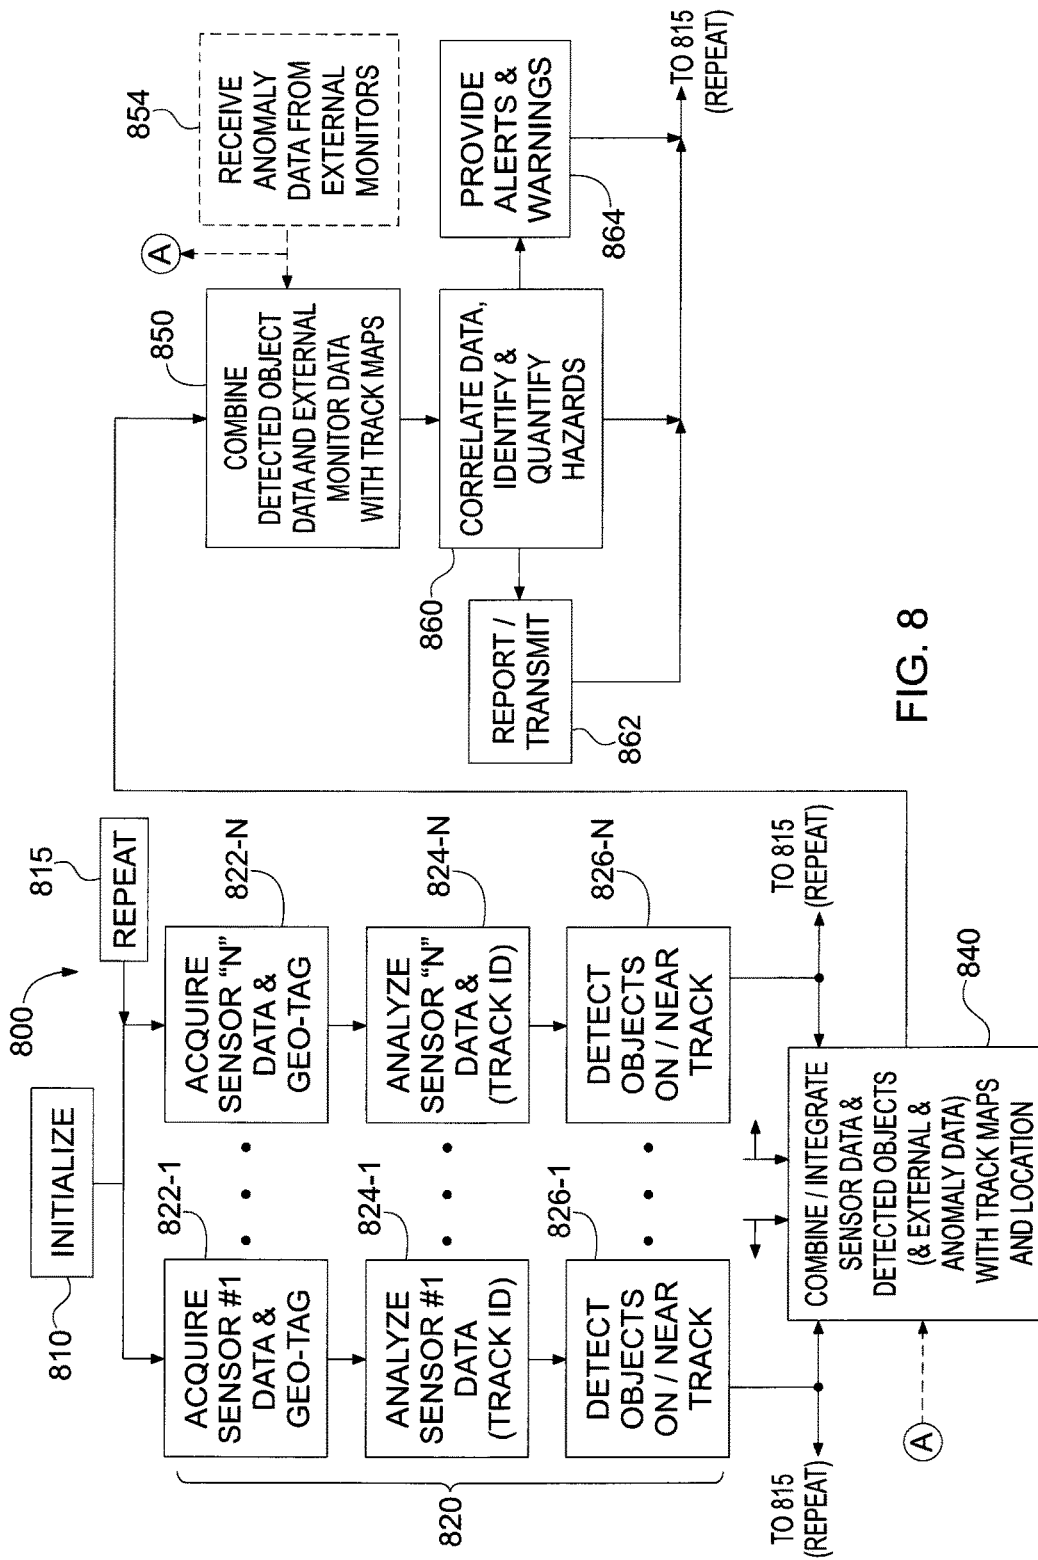 800
INITIALIZE
810
REPEAT
815
ACQUIRE
SENSOR #1
DATA &
GEO-TAG
822-1
ACQUIRE
SENSOR “N”
DATA &
GEO-TAG
822-N
ANALYZE
SENSOR #1
DATA
(TRACK ID)
824-1
ANALYZE
SENSOR “N”
DATA &
(TRACK ID)
824-N
DETECT
OBJECTS
ON / NEAR
TRACK
826-1
DETECT
OBJECTS
ON / NEAR
TRACK
826-N
820
TO 815
(REPEAT)
TO 815
(REPEAT)
COMBINE / INTEGRATE
SENSOR DATA &
DETECTED OBJECTS
(& EXTERNAL &
ANOMALY DATA)
WITH TRACK MAPS
AND LOCATION
840
A
COMBINE
DETECTED OBJECT
DATA AND EXTERNAL
MONITOR DATA
WITH TRACK MAPS
850
A
RECEIVE
ANOMALY
DATA FROM
EXTERNAL
MONITORS
854
CORRELATE DATA,
IDENTIFY &
QUANTIFY
HAZARDS
860
REPORT /
TRANSMIT
862
PROVIDE
ALERTS &
WARNINGS
864
TO 815
(REPEAT)
FIG. 8